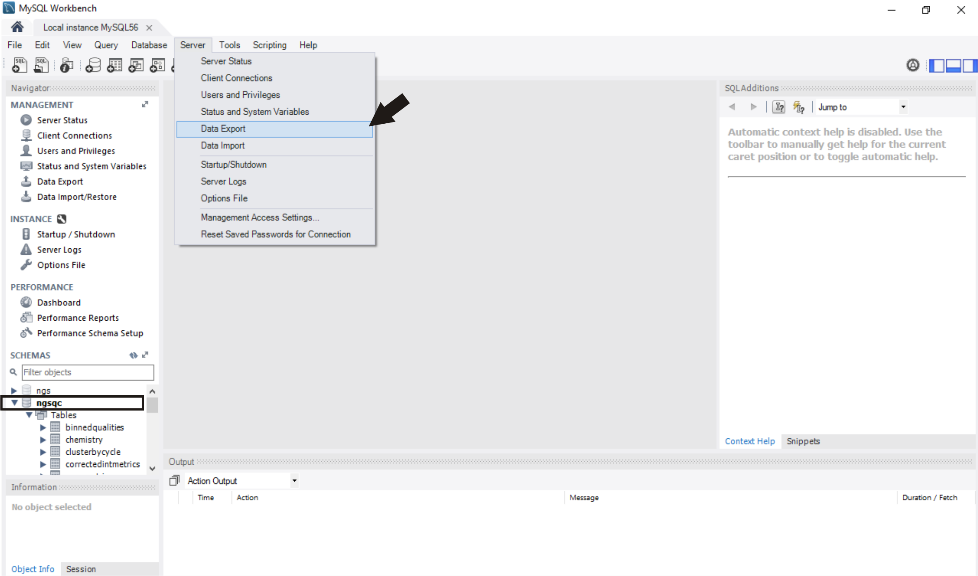 MySQL Workbench
Local instance MySQL56
File Edit View Query Database Server Tools Scripting Help
Server Status
Client Connections
Users and Privileges
Status and System Variables
Data Export
Data Import
Startup/Shutdown
Server Logs
Options File
Management Access Settings...
Reset Saved Passwords for Connection
Navigator
MANAGEMENT
Server Status
Client Connections
Users and Privileges
Status and System Variables
Data Export
Data Import/Restore
INSTANCE
Startup / Shutdown
Server Logs
Options File
PERFORMANCE
Dashboard
Performance Reports
Performance Schema Setup
SCHEMAS
Filter objects
ngs
ngsqc
Tables
binnedqualities
chemistry
clusterbycycle
correctedintmetrics
Information
No object selected
Object Info Session
SQLAdditions
Jump to
Automatic context help is disabled. Use the
toolbar to manually get help for the current
caret position or to toggle automatic help.
Context Help Snippets
Output
Action Output
Time Action Message Duration / Fetch